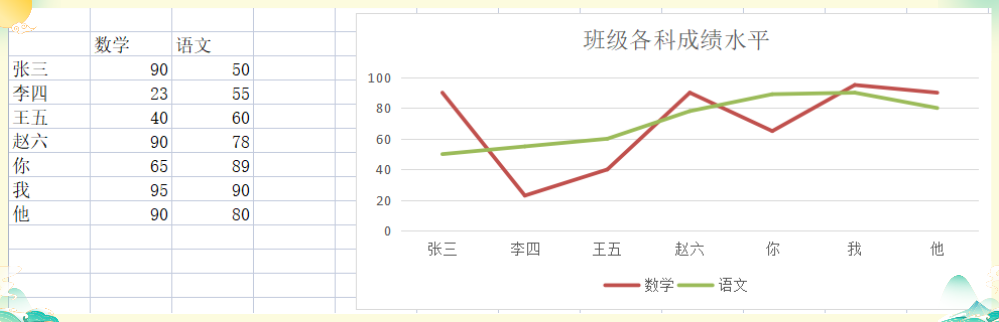 数学 语文
张三 90 50
李四 23 55
王五 40 60
赵六 90 78
你 65 89
我 95 90
他 90 80
班级各科成绩水平
100
80
60
40
20
0
张三 李四 王五 赵六 你 我 他
数学 语文